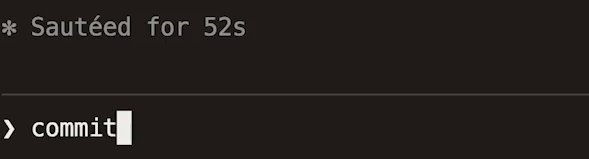 ✻ Sautéed for 52s
❯ commit